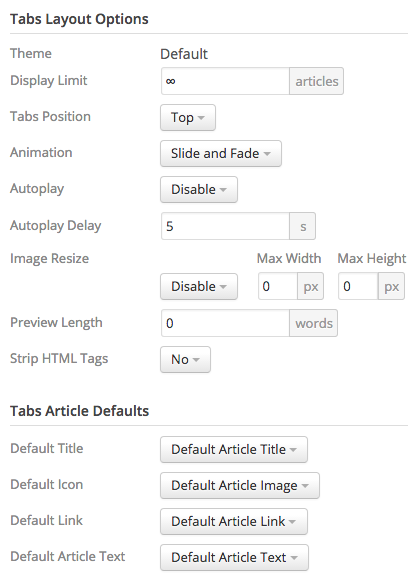 Tabs Layout Options
Theme Default
Display Limit ∞ articles
Tabs Position Top
Animation Slide and Fade
Autoplay Disable
Autoplay Delay 5 s
Image Resize Max Width Max Height
Disable 0 px 0 px
Preview Length 0 words
Strip HTML Tags No
Tabs Article Defaults
Default Title Default Article Title
Default Icon Default Article Image
Default Link Default Article Link
Default Article Text Default Article Text